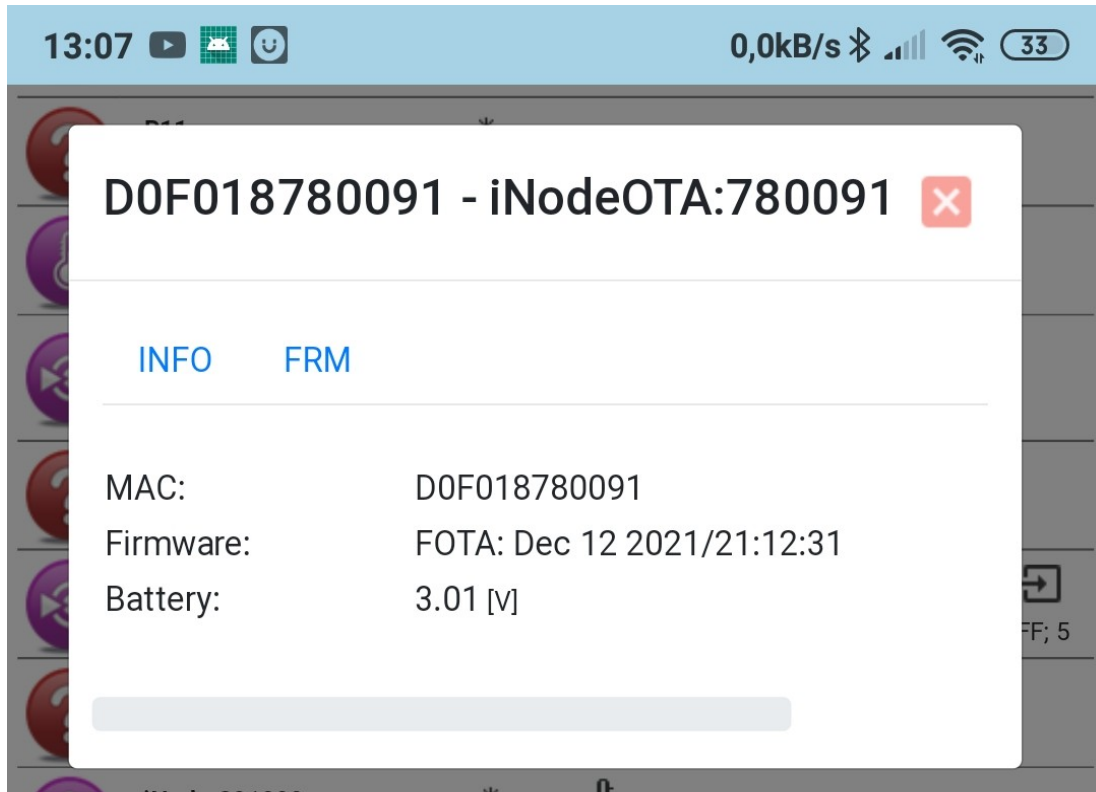 13:07 0,0kB/s 33
D0F018780091 - iNodeOTA:780091
INFO FRM
MAC: D0F018780091
Firmware: FOTA: Dec 12 2021/21:12:31
Battery: 3.01 [V]
FF; 5